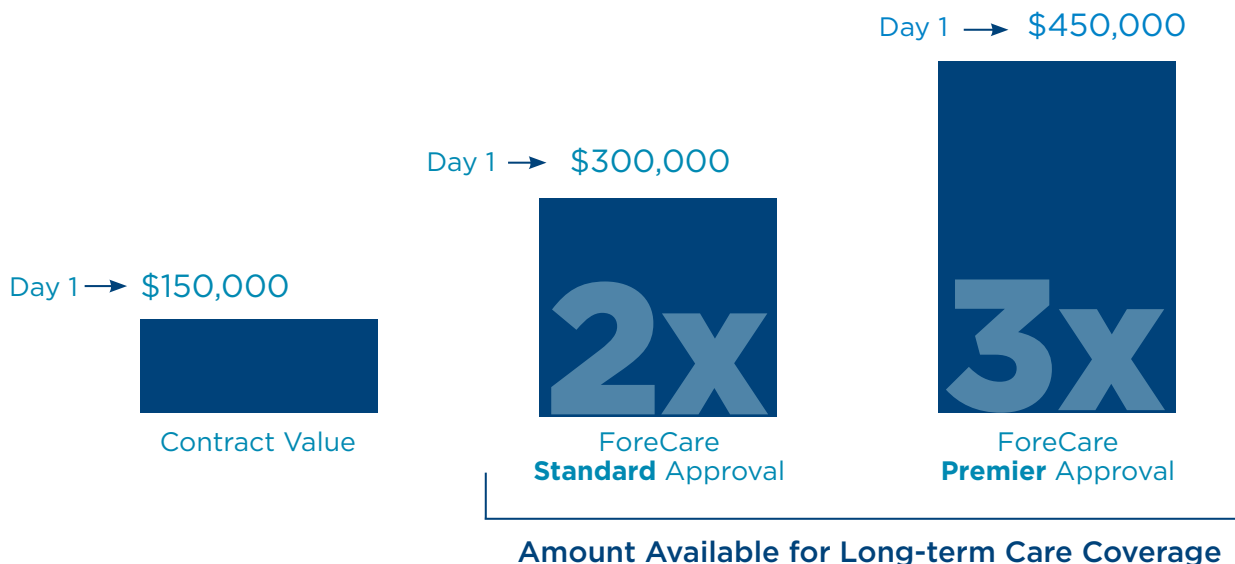 Day 1 → $450,000
Day 1 → $300,000
Day 1 → $150,000
2x
3x
Contract Value
ForeCare
Standard Approval
ForeCare
Premier Approval
Amount Available for Long-term Care Coverage